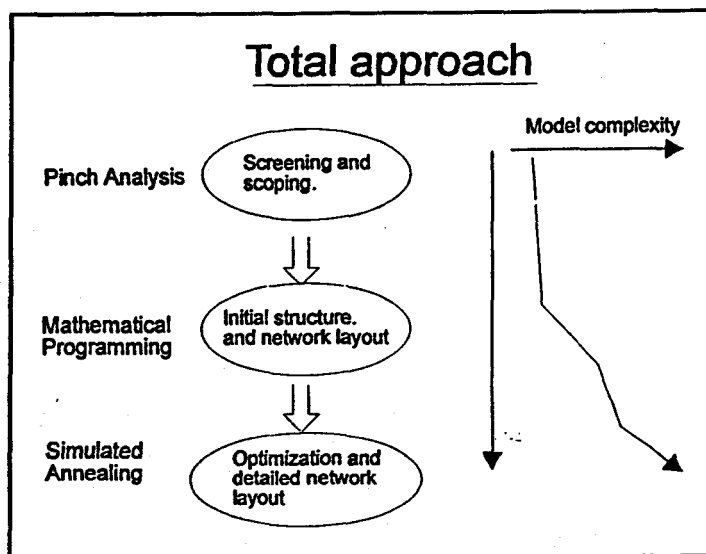 Total approach
Model complexity
Pinch Analysis
Screening and
scoping.
Mathematical
Programming
Initial structure.
and network layout
Simulated
Annealing
Optimization and
detailed network
layout